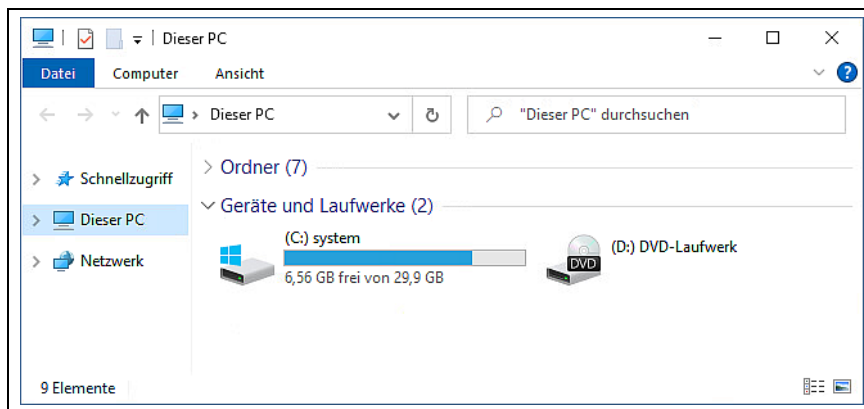 Dieser PC
Datei Computer Ansicht
Dieser PC "Dieser PC" durchsuchen
Schnellzugriff
Dieser PC
Netzwerk
Ordner (7)
Geräte und Laufwerke (2)
(C:) system
6,56 GB frei von 29,9 GB
DVD
(D:) DVD-Laufwerk
9 Elemente